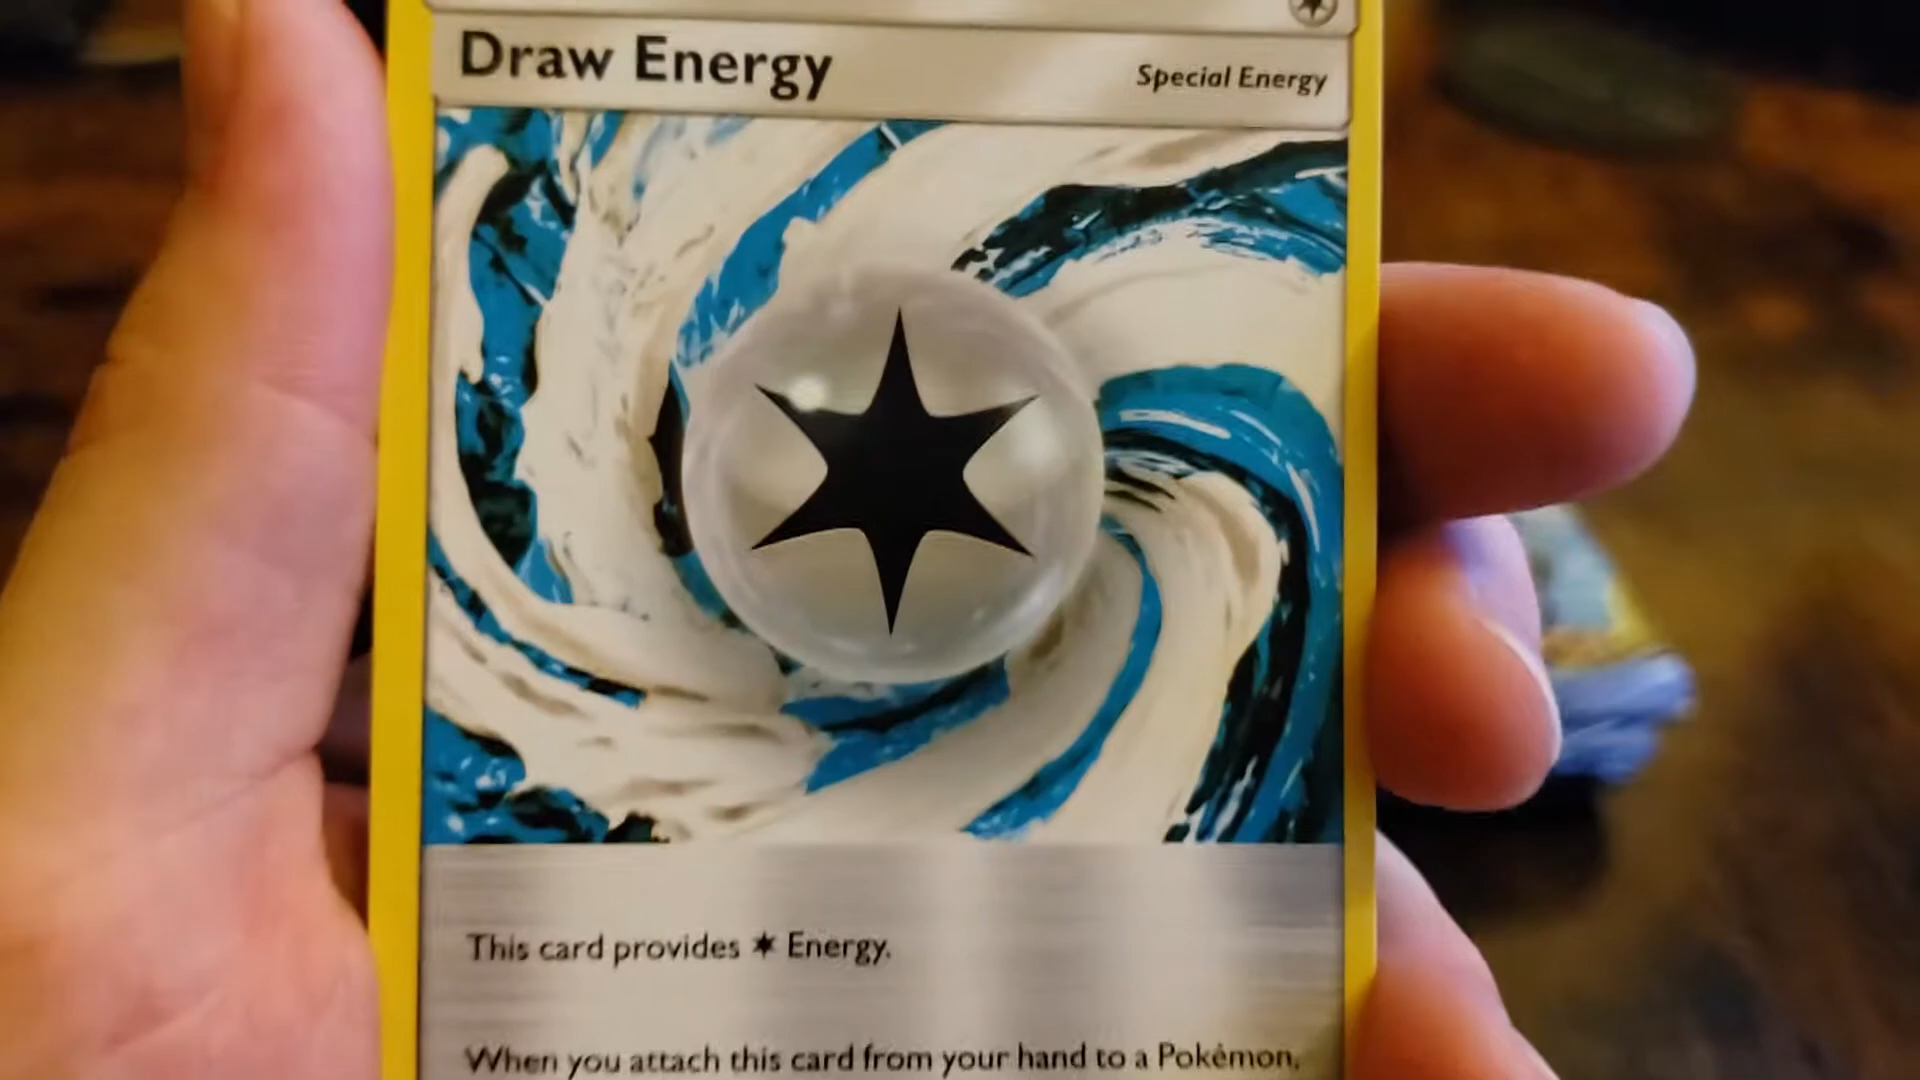 Draw Energy
Special Energy
This card provides ✶ Energy.
When you attach this card from your hand to a Pokémon,